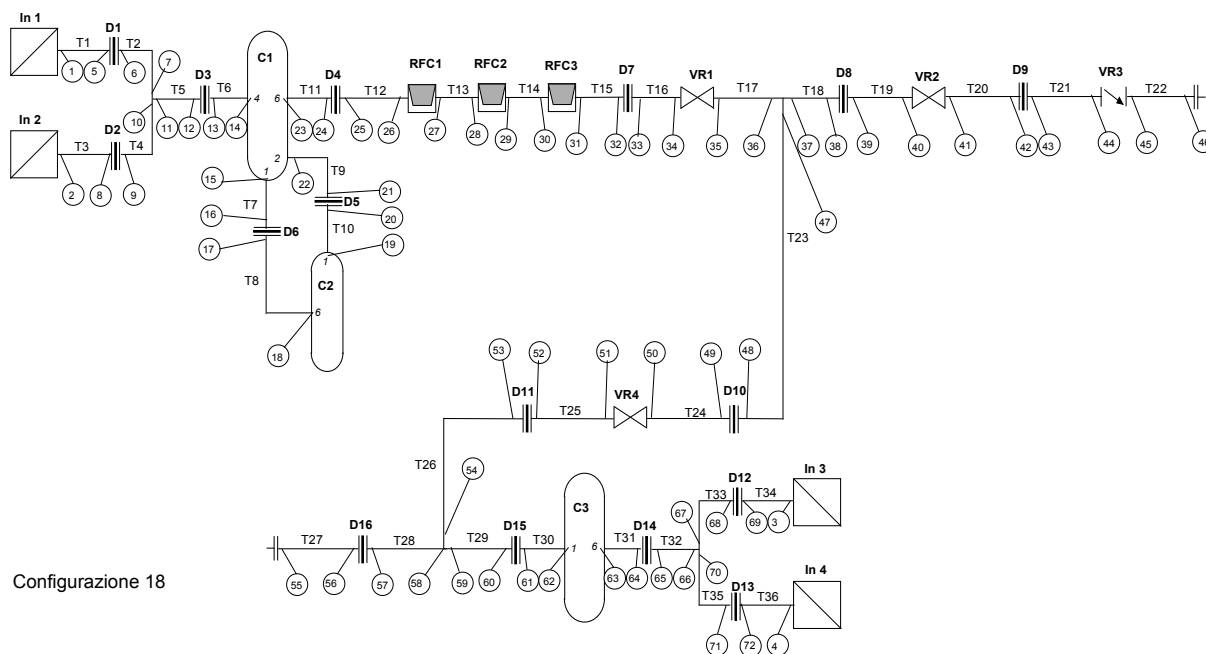 In 1
T1
D1
T2
1
5
6
7
In 2
T3
D2
T4
2
8
9
10
T5
D3
T6
11
12
13
14
C1
4
6
2
1
T11
D4
T12
23
24
25
26
RFC1
T13
RFC2
T14
RFC3
T15
D7
T16
VR1
T17
27
28
29
30
31
32
33
34
35
36
T18
D8
T19
VR2
T20
D9
T21
VR3
T22
37
38
39
40
41
42
43
44
45
46
47
T23
15
22
T9
21
T7
16
D5
20
D6
17
T10
19
T8
1
C2
6
18
53
52
51
50
49
48
D11
T25
VR4
T24
D10
T26
54
T27
D16
T28
T29
D15
T30
C3
1
6
T31
D14
T32
55
56
57
58
59
60
61
62
63
64
65
66
67
T33
D12
T34
In 3
68
69
3
70
T35
D13
T36
In 4
71
72
4
Configurazione 18